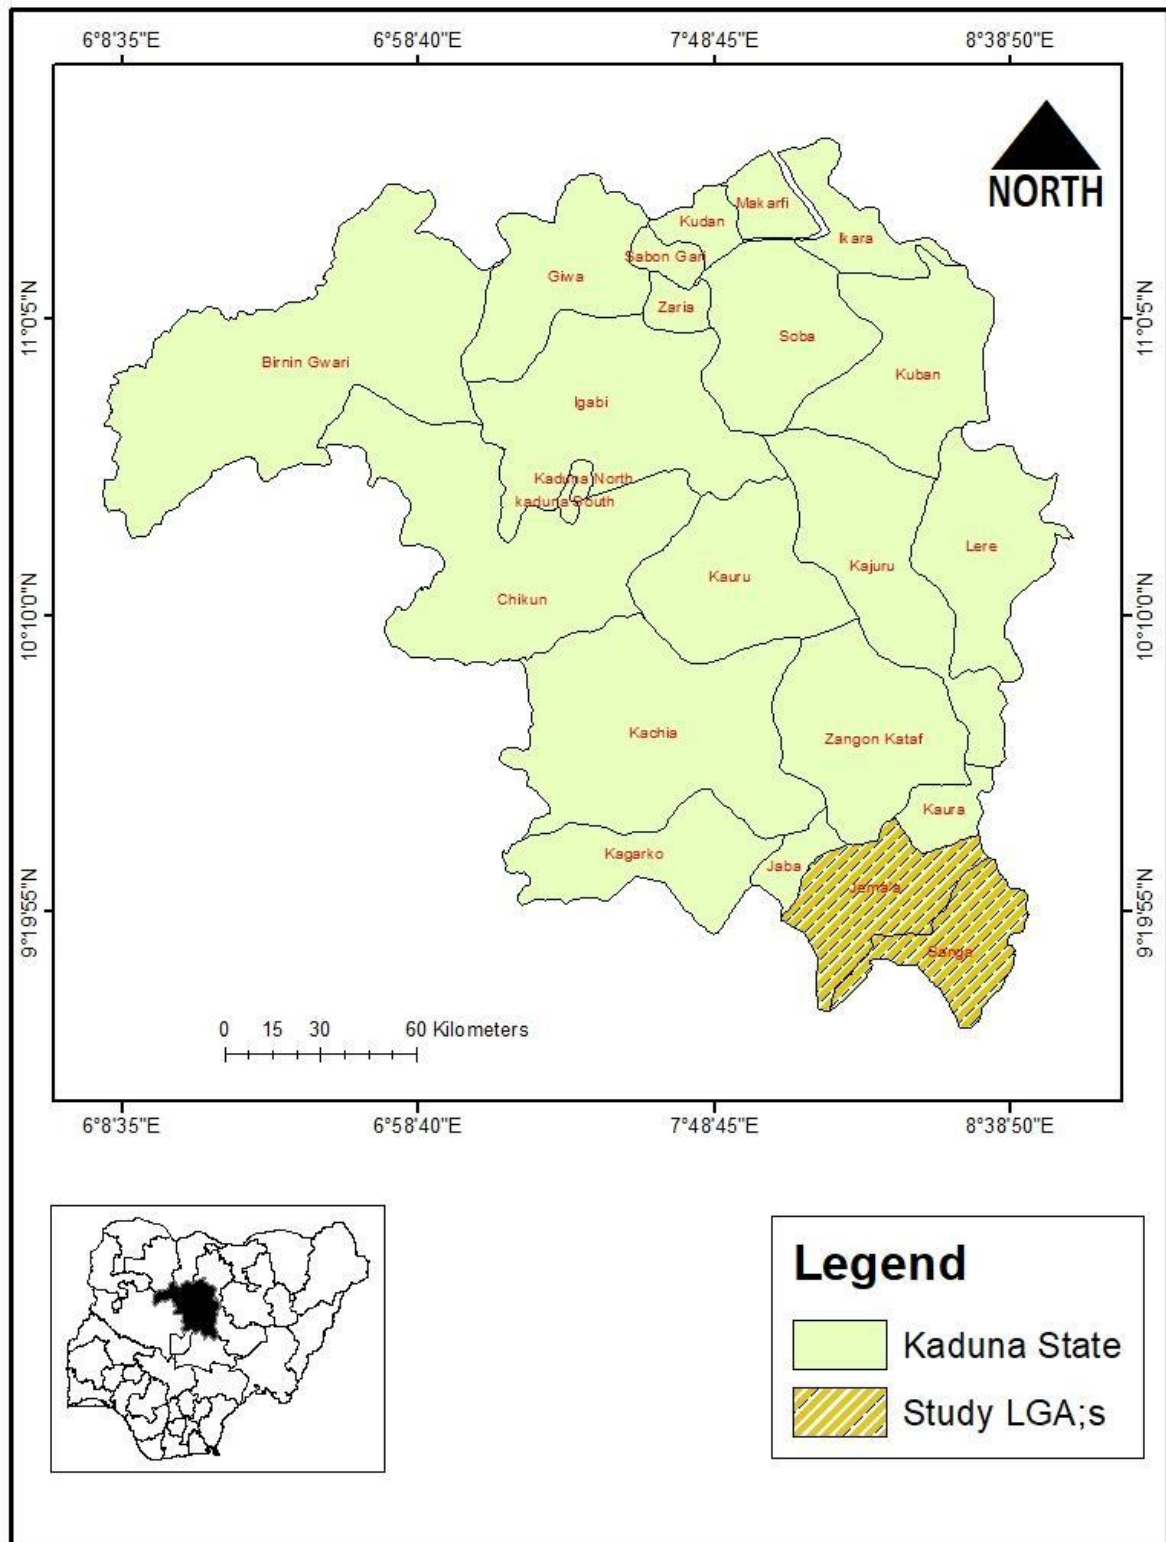 6°8'35"E 6°58'40"E 7°48'45"E 8°38'50"E
NORTH
Makarfi
Kudan
Ikara
Sabon Gari
Giwa
Zaria
11°0'5"N
11°0'5"N
Soba
Birnin Gwari
Kuban
Igabi
Kaduna North
kaduna South
Lere
Kajuru
Kauru
Chikun
10°10'0"N
10°10'0"N
Kachia
Zangon Kataf
Kaura
Kagarko
Jaba
Jema'a
9°19'55"N
9°19'55"N
Sanga
0 15 30 60 Kilometers
6°8'35"E 6°58'40"E 7°48'45"E 8°38'50"E
Legend
Kaduna State
Study LGA;s